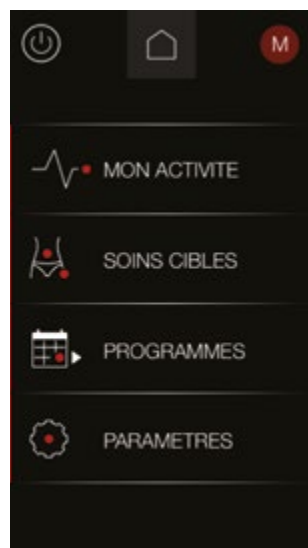 M
MON ACTIVITE
SOINS CIBLES
PROGRAMMES
PARAMETRES